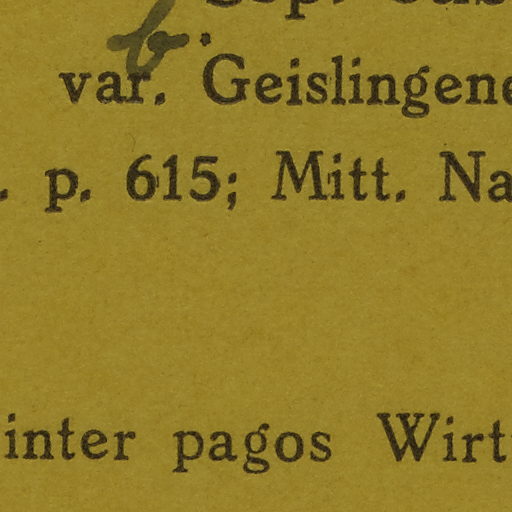 b.
var. Geislingene
. p. 615; Mitt. Na
inter pagos Wirt